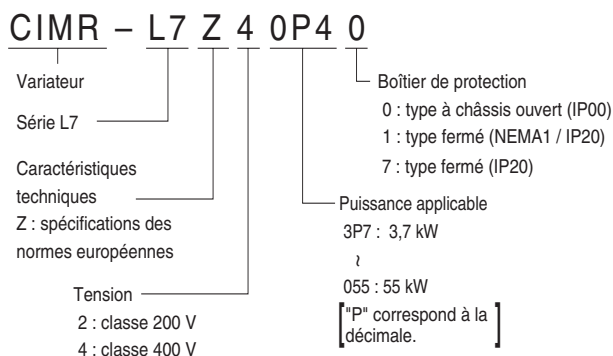 CIMR – L7 Z 4 0P4 0
Variateur
Série L7
Caractéristiques
techniques
Z : spécifications des
normes européennes
Tension
2 : classe 200 V
4 : classe 400 V
Boîtier de protection
0 : type à châssis ouvert (IP00)
1 : type fermé (NEMA1 / IP20)
7 : type fermé (IP20)
Puissance applicable
3P7 : 3,7 kW
~
055 : 55 kW
["P" correspond à la
décimale.]